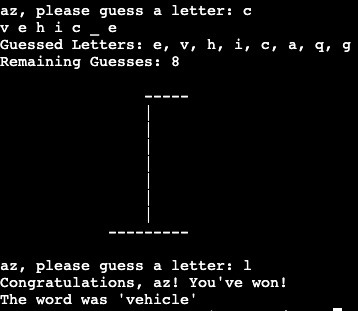 az, please guess a letter: c
v e h i c _ e
Guessed Letters: e, v, h, i, c, a, q, g
Remaining Guesses: 8
-----
|
|
|
|
|
|
|
---------
az, please guess a letter: l
Congratulations, az! You've won!
The word was 'vehicle'